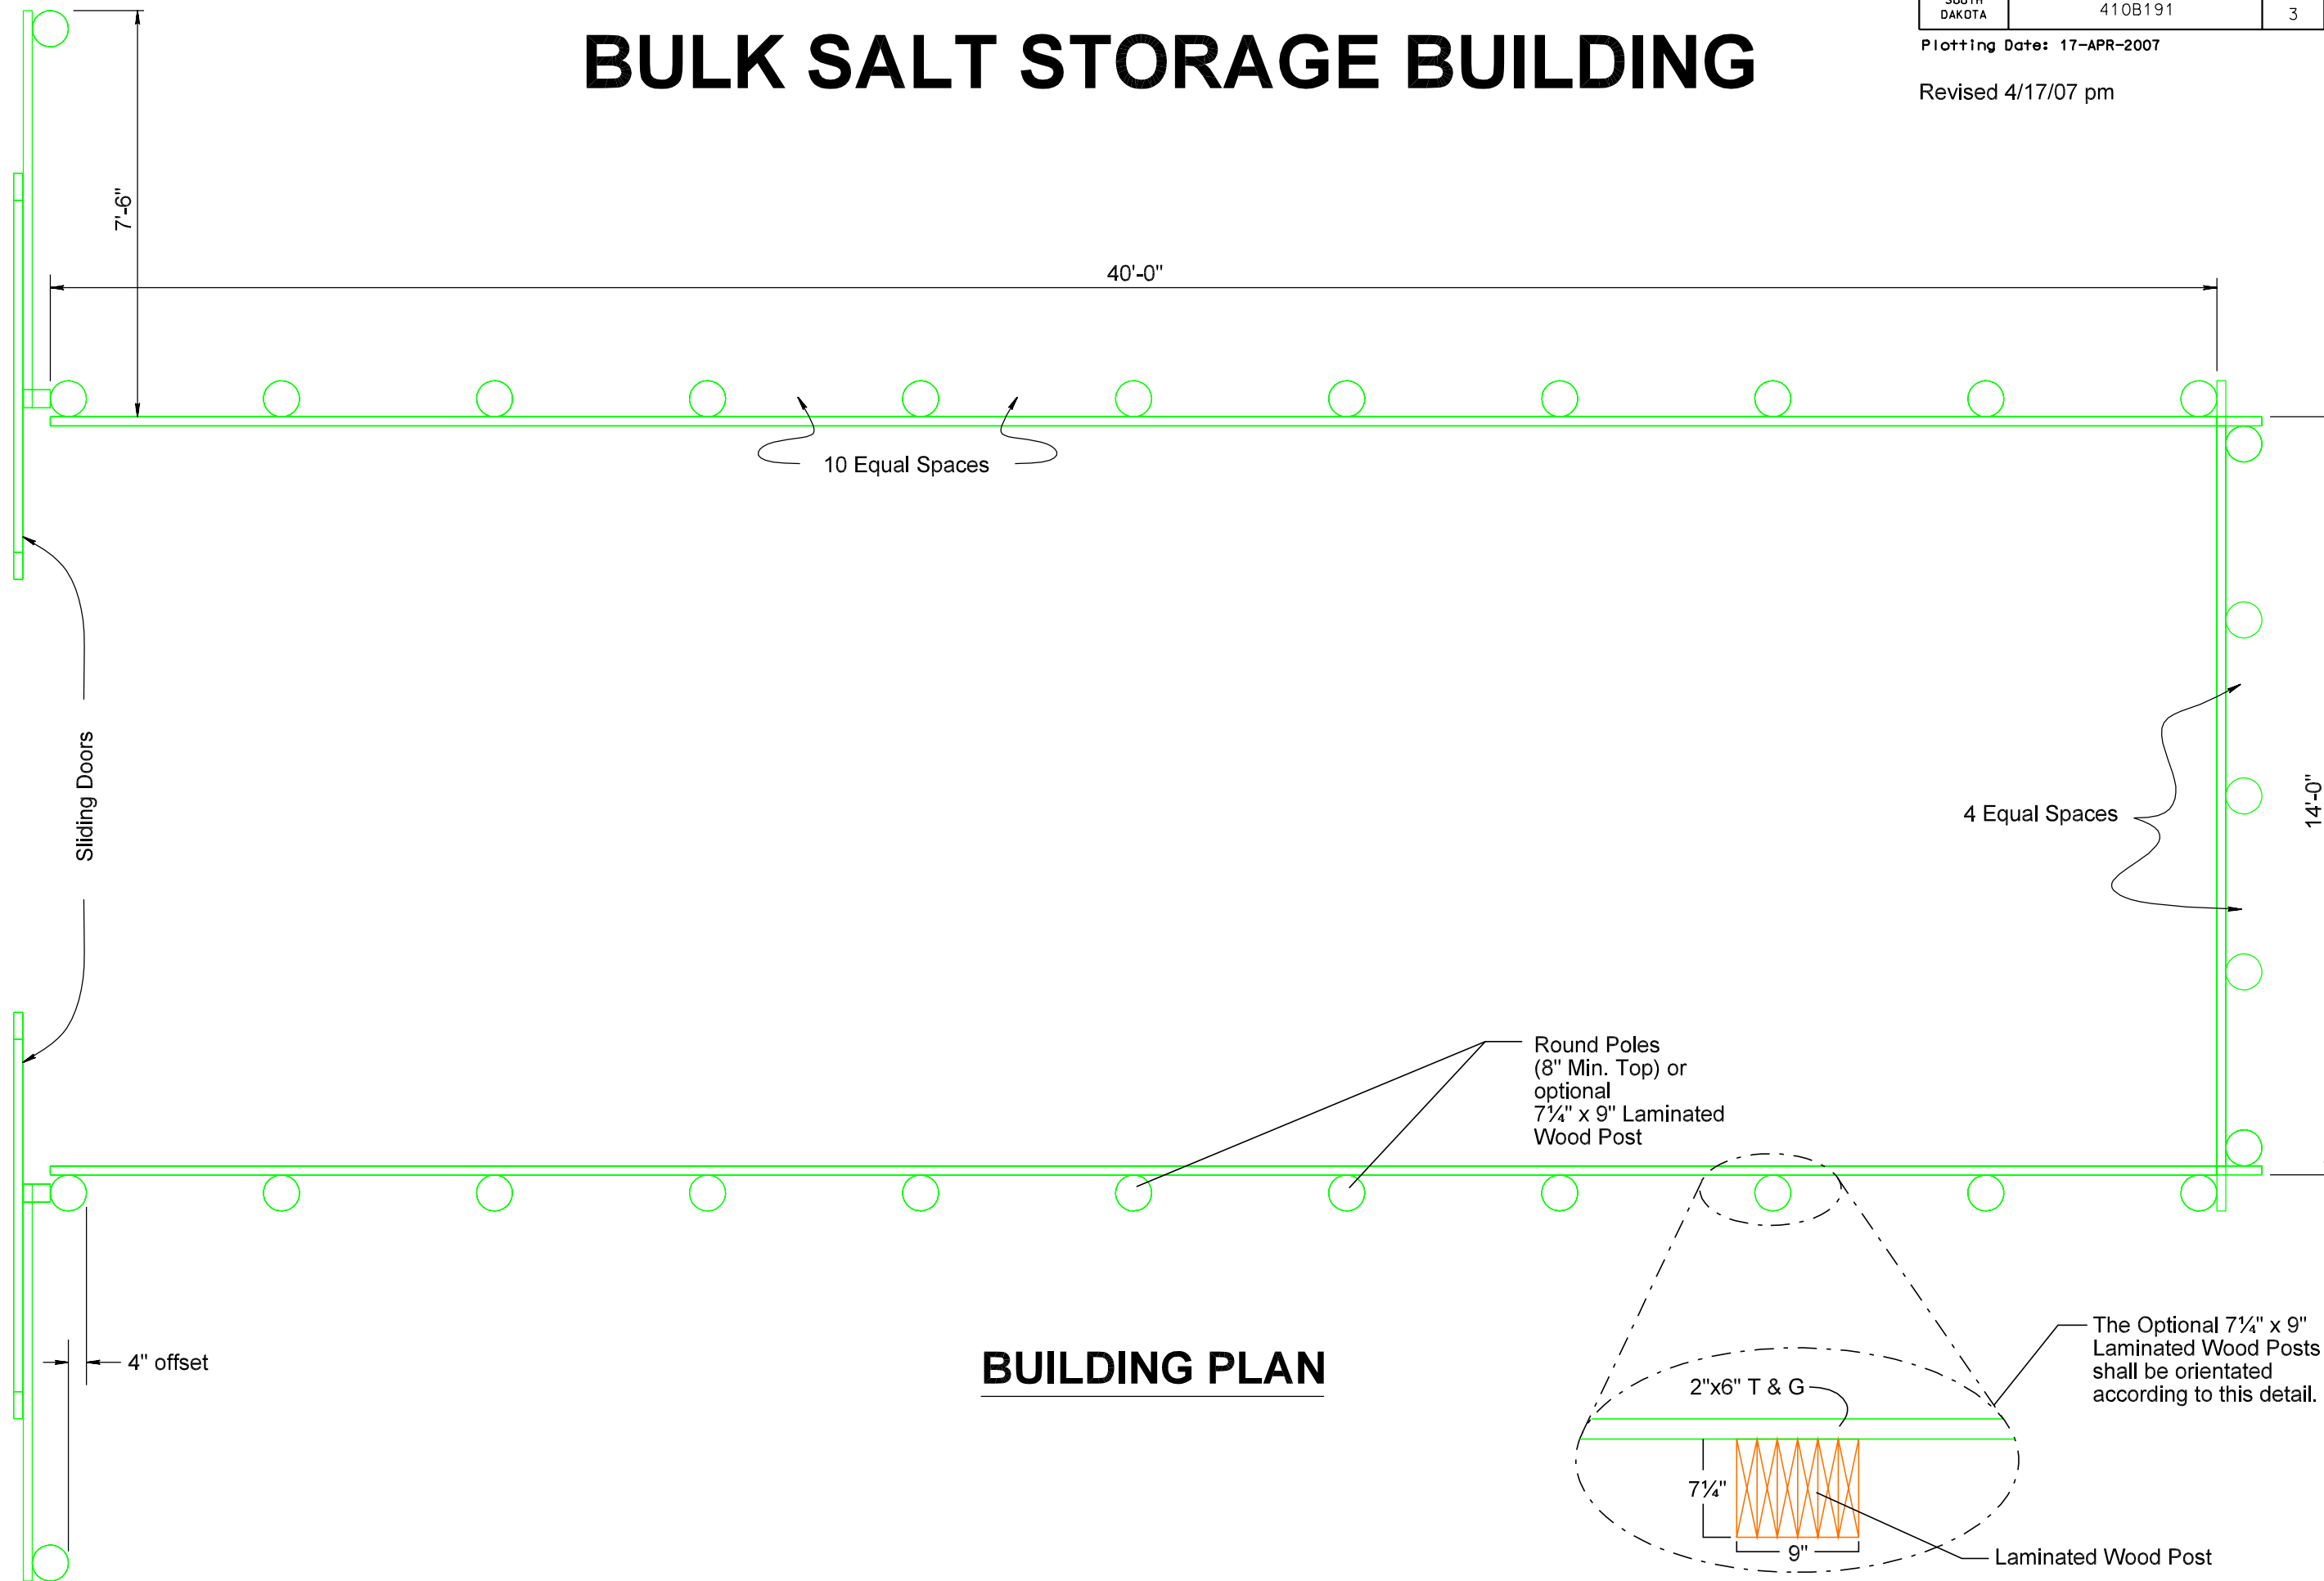 BULK SALT STORAGE BUILDING
DAKOTA
410B191
3
Plotting Date: 17-APR-2007
Revised 4/17/07 pm
7'-6"
40'-0"
10 Equal Spaces
Sliding Doors
4 Equal Spaces
14'-0"
Round Poles
(8" Min. Top) or
optional
7¼" x 9" Laminated
Wood Post
4" offset
BUILDING PLAN
The Optional 7¼" x 9"
Laminated Wood Posts
shall be orientated
according to this detail.
2"x6" T & G
7¼"
9"
Laminated Wood Post